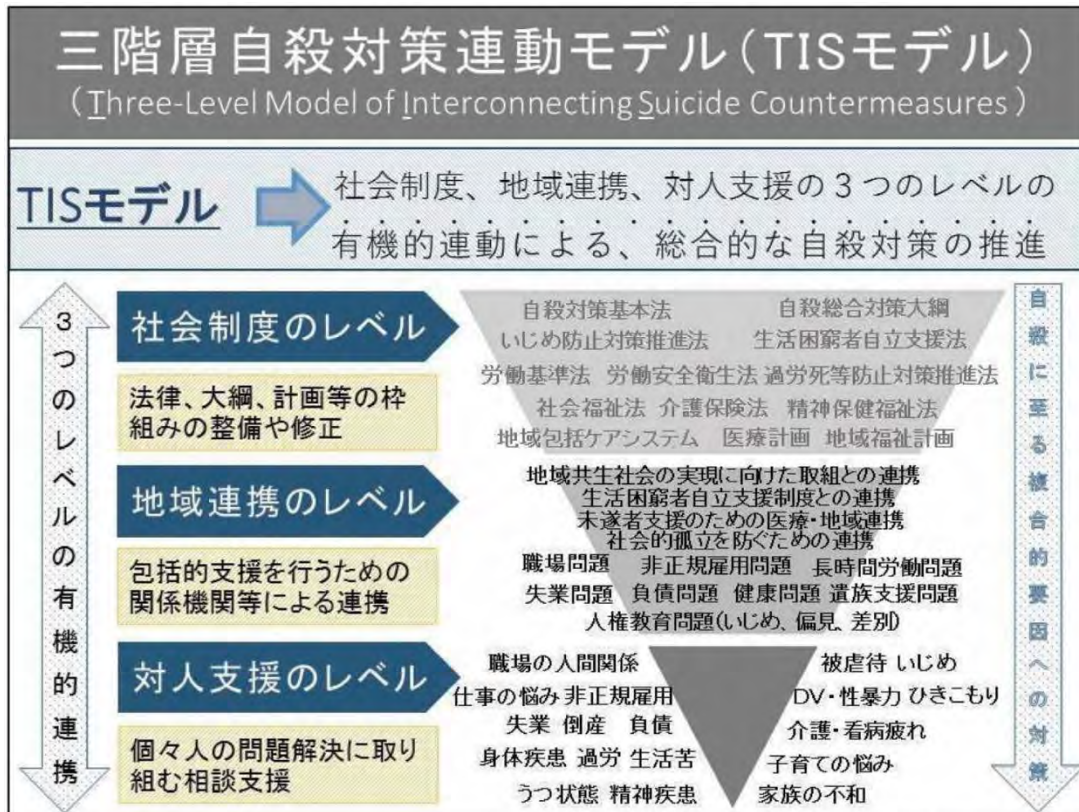 三階層自殺対策連動モデル(TISモデル)
(Three-Level Model of Interconnecting Suicide Countermeasures)
TISモデル
社会制度、地域連携、対人支援の3つのレベルの
有機的連動による、総合的な自殺対策の推進
3つのレベルの有機的連携
社会制度のレベル
法律、大綱、計画等の枠
組みの整備や修正
自殺対策基本法 自殺総合対策大綱
いじめ防止対策推進法 生活困窮者自立支援法
労働基準法 労働安全衛生法 過労死等防止対策推進法
社会福祉法 介護保険法 精神保健福祉法
地域包括ケアシステム 医療計画 地域福祉計画
地域連携のレベル
包括的支援を行うための
関係機関等による連携
地域共生社会の実現に向けた取組との連携
生活困窮者自立支援制度との連携
未遂者支援のための医療・地域連携
社会的孤立を防ぐための連携
職場問題 非正規雇用問題 長時間労働問題
失業問題 負債問題 健康問題 遺族支援問題
人権教育問題(いじめ、偏見、差別)
対人支援のレベル
個々人の問題解決に取り
組む相談支援
職場の人間関係 被虐待 いじめ
仕事の悩み 非正規雇用 DV・性暴力 ひきこもり
失業 倒産 負債 介護・看病疲れ
身体疾患 過労 生活苦 子育ての悩み
うつ状態 精神疾患 家族の不和
自殺に至る複合的要因への対策